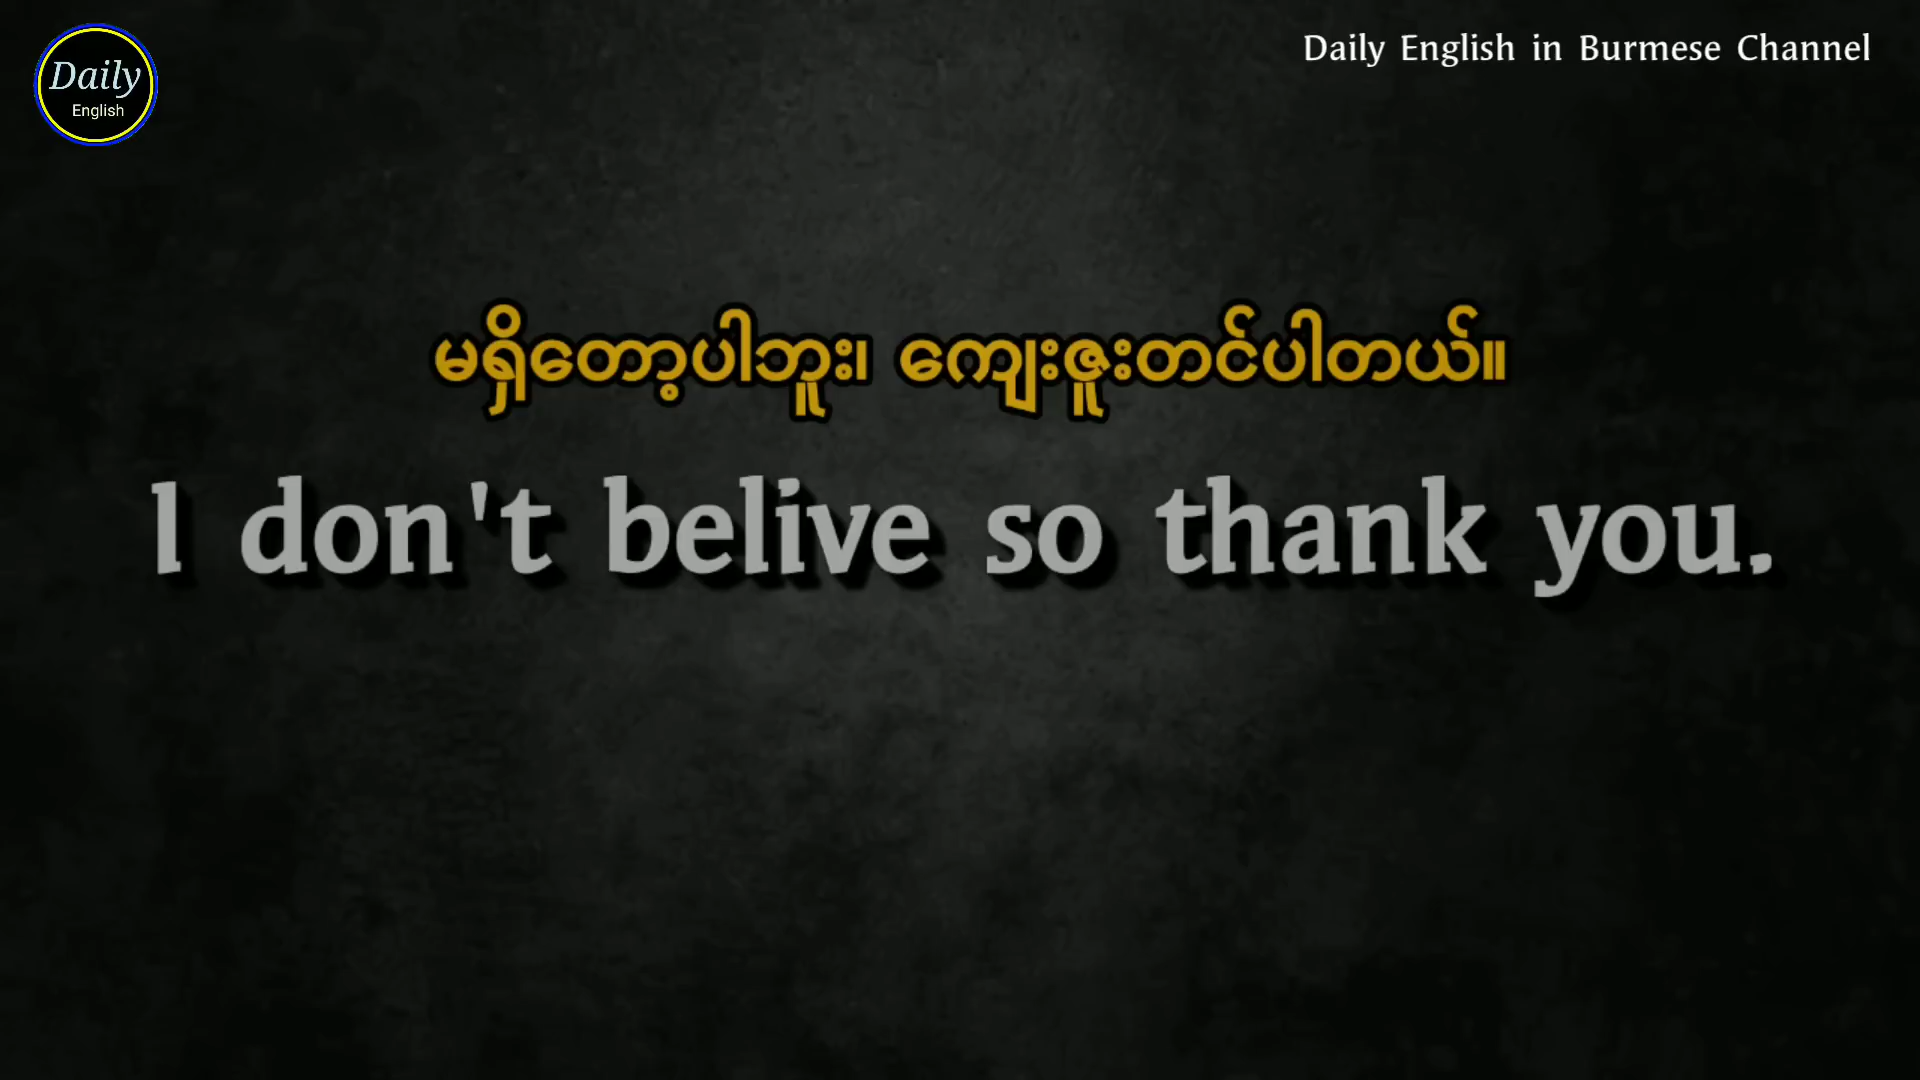 Daily
English
Daily English in Burmese Channel
မရှိတော့ပါဘူး၊ ကျေးဇူးတင်ပါတယ်။
I don't belive so thank you.